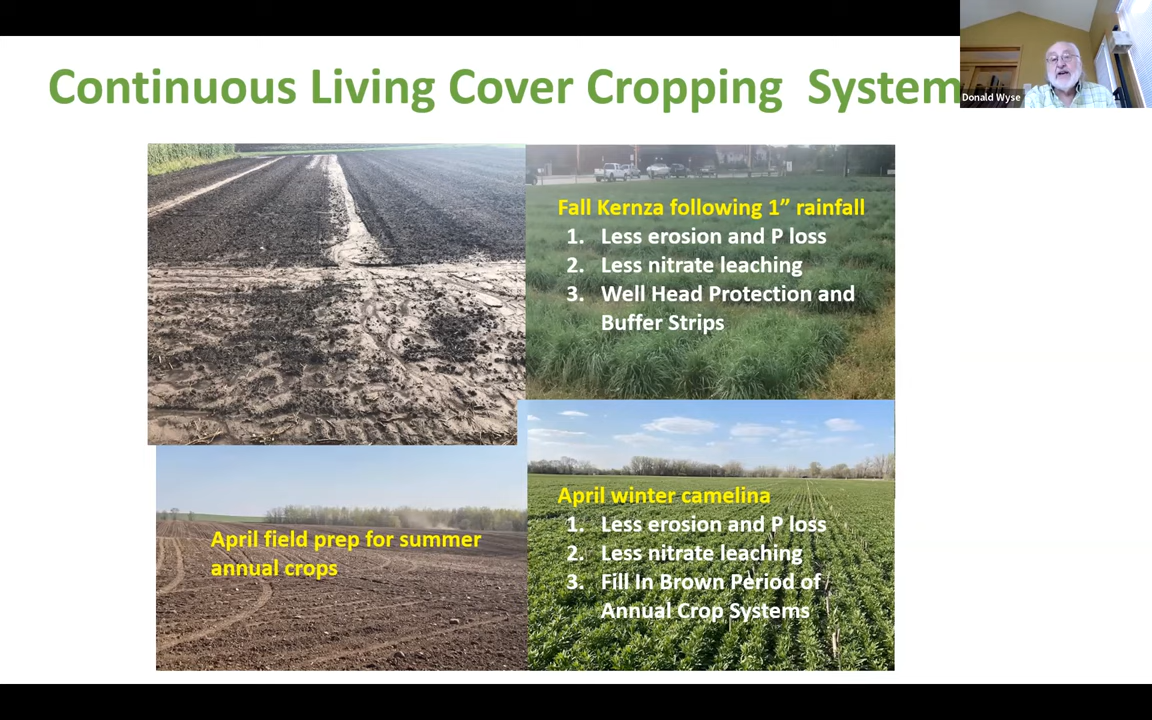 Continuous Living Cover Cropping System
Donald Wyse
Fall Kernza following 1” rainfall
1. Less erosion and P loss
2. Less nitrate leaching
3. Well Head Protection and
Buffer Strips
April field prep for summer
annual crops
April winter camelina
1. Less erosion and P loss
2. Less nitrate leaching
3. Fill In Brown Period of
Annual Crop Systems